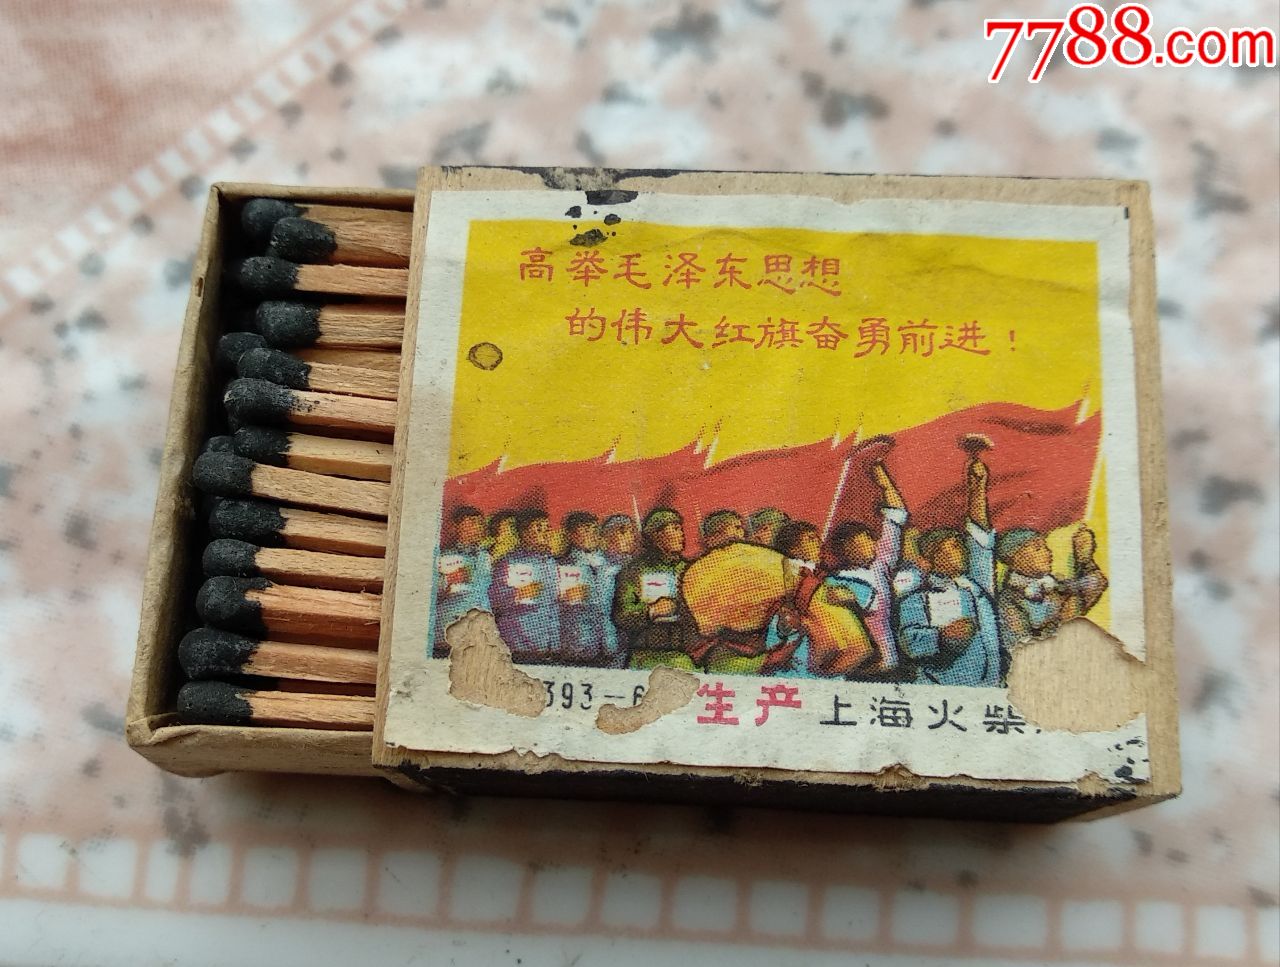 7788.com
高举毛泽东思想
的伟大红旗奋勇前进！
393-6
生产 上海火柴